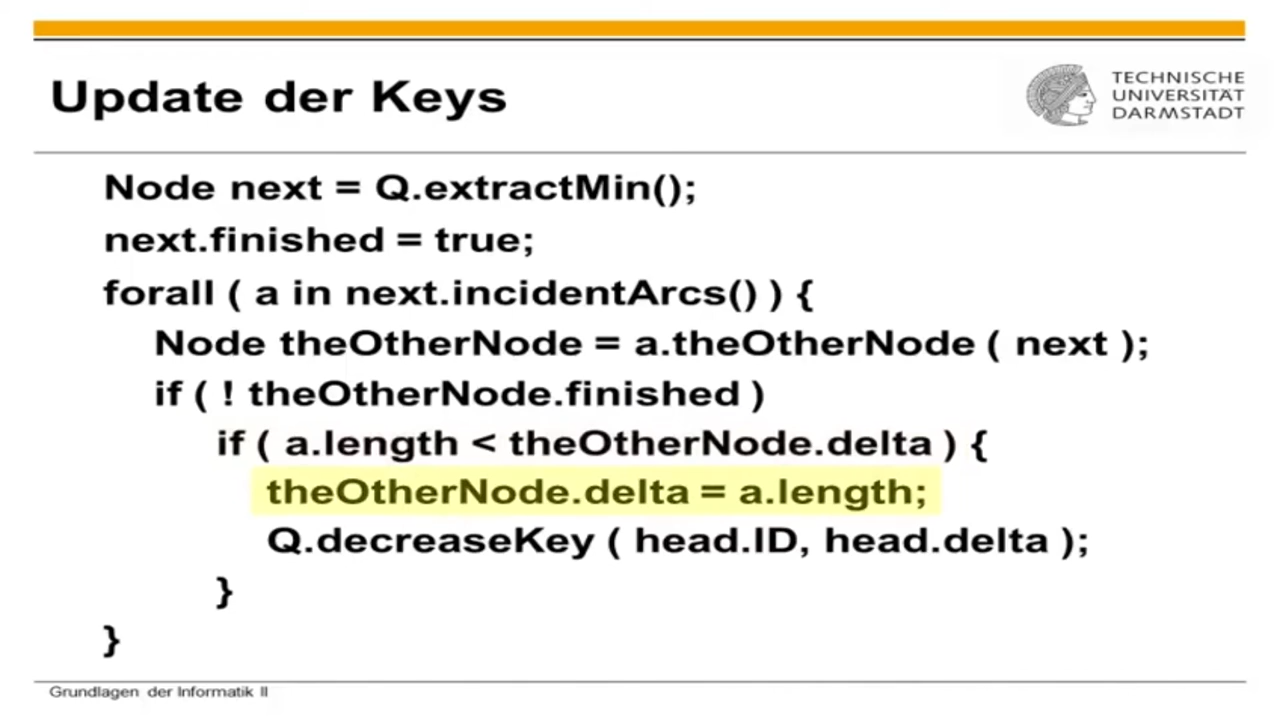 Update der Keys
TECHNISCHE
UNIVERSITÄT
DARMSTADT
Node next = Q.extractMin();
next.finished = true;
forall ( a in next.incidentArcs() ) {
Node theOtherNode = a.theOtherNode ( next );
if ( ! theOtherNode.finished )
if ( a.length < theOtherNode.delta ) {
theOtherNode.delta = a.length;
Q.decreaseKey ( head.ID, head.delta );
}
}
Grundlagen der Informatik II